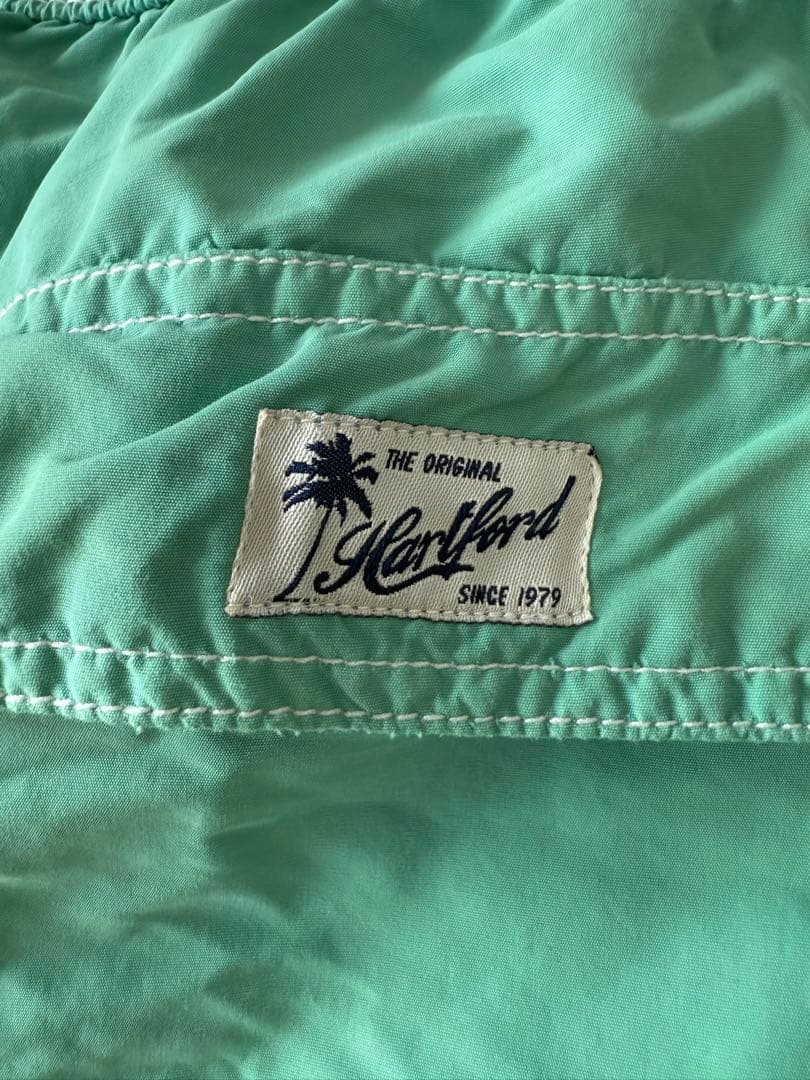 THE ORIGINAL
Hartford
SINCE 1979